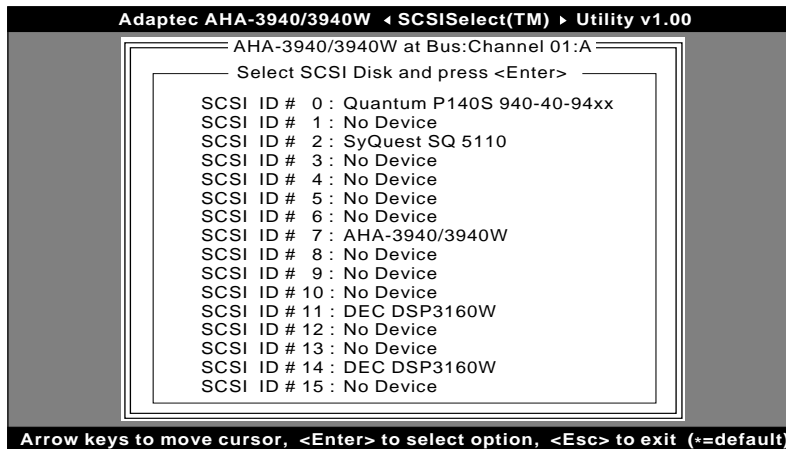 Adaptec AHA-3940/3940W ◂ SCSISelect(TM) ▸ Utility v1.00
AHA-3940/3940W at Bus:Channel 01:A
Select SCSI Disk and press <Enter>
SCSI ID # 0 : Quantum P140S 940-40-94xx
SCSI ID # 1 : No Device
SCSI ID # 2 : SyQuest SQ 5110
SCSI ID # 3 : No Device
SCSI ID # 4 : No Device
SCSI ID # 5 : No Device
SCSI ID # 6 : No Device
SCSI ID # 7 : AHA-3940/3940W
SCSI ID # 8 : No Device
SCSI ID # 9 : No Device
SCSI ID # 10 : No Device
SCSI ID # 11 : DEC DSP3160W
SCSI ID # 12 : No Device
SCSI ID # 13 : No Device
SCSI ID # 14 : DEC DSP3160W
SCSI ID # 15 : No Device
Arrow keys to move cursor, <Enter> to select option, <Esc> to exit (*=default)